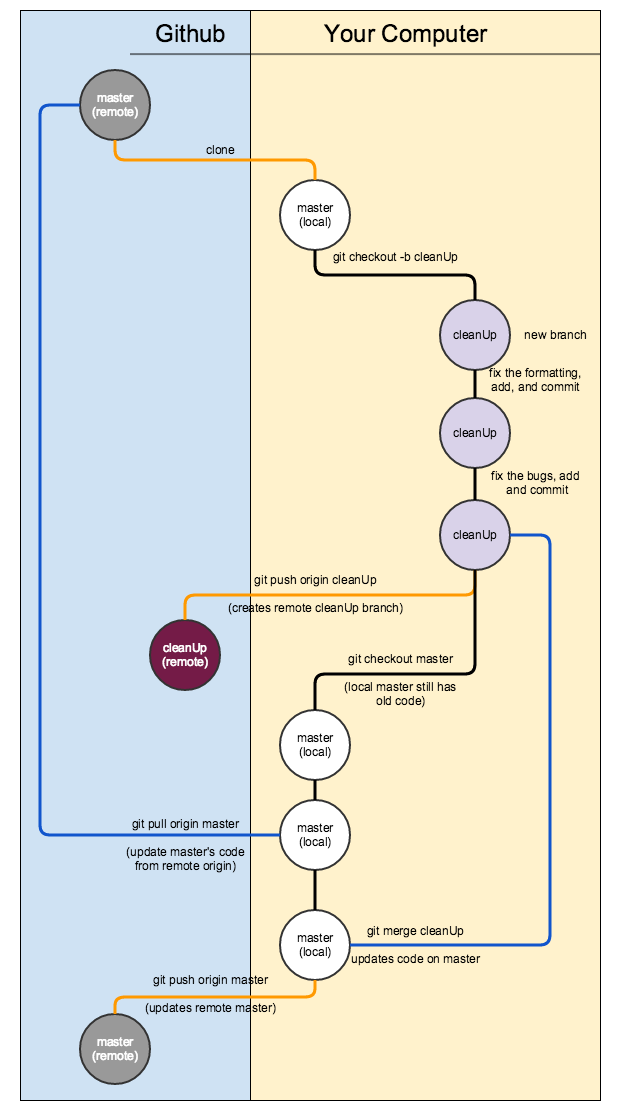 Github
Your Computer
master
(remote)
clone
master
(local)
git checkout -b cleanUp
cleanUp
new branch
fix the formatting,
add, and commit
cleanUp
fix the bugs, add
and commit
cleanUp
git push origin cleanUp
(creates remote cleanUp branch)
cleanUp
(remote)
git checkout master
(local master still has
old code)
master
(local)
git pull origin master
(update master's code
from remote origin)
master
(local)
master
(local)
git merge cleanUp
updates code on master
git push origin master
(updates remote master)
master
(remote)